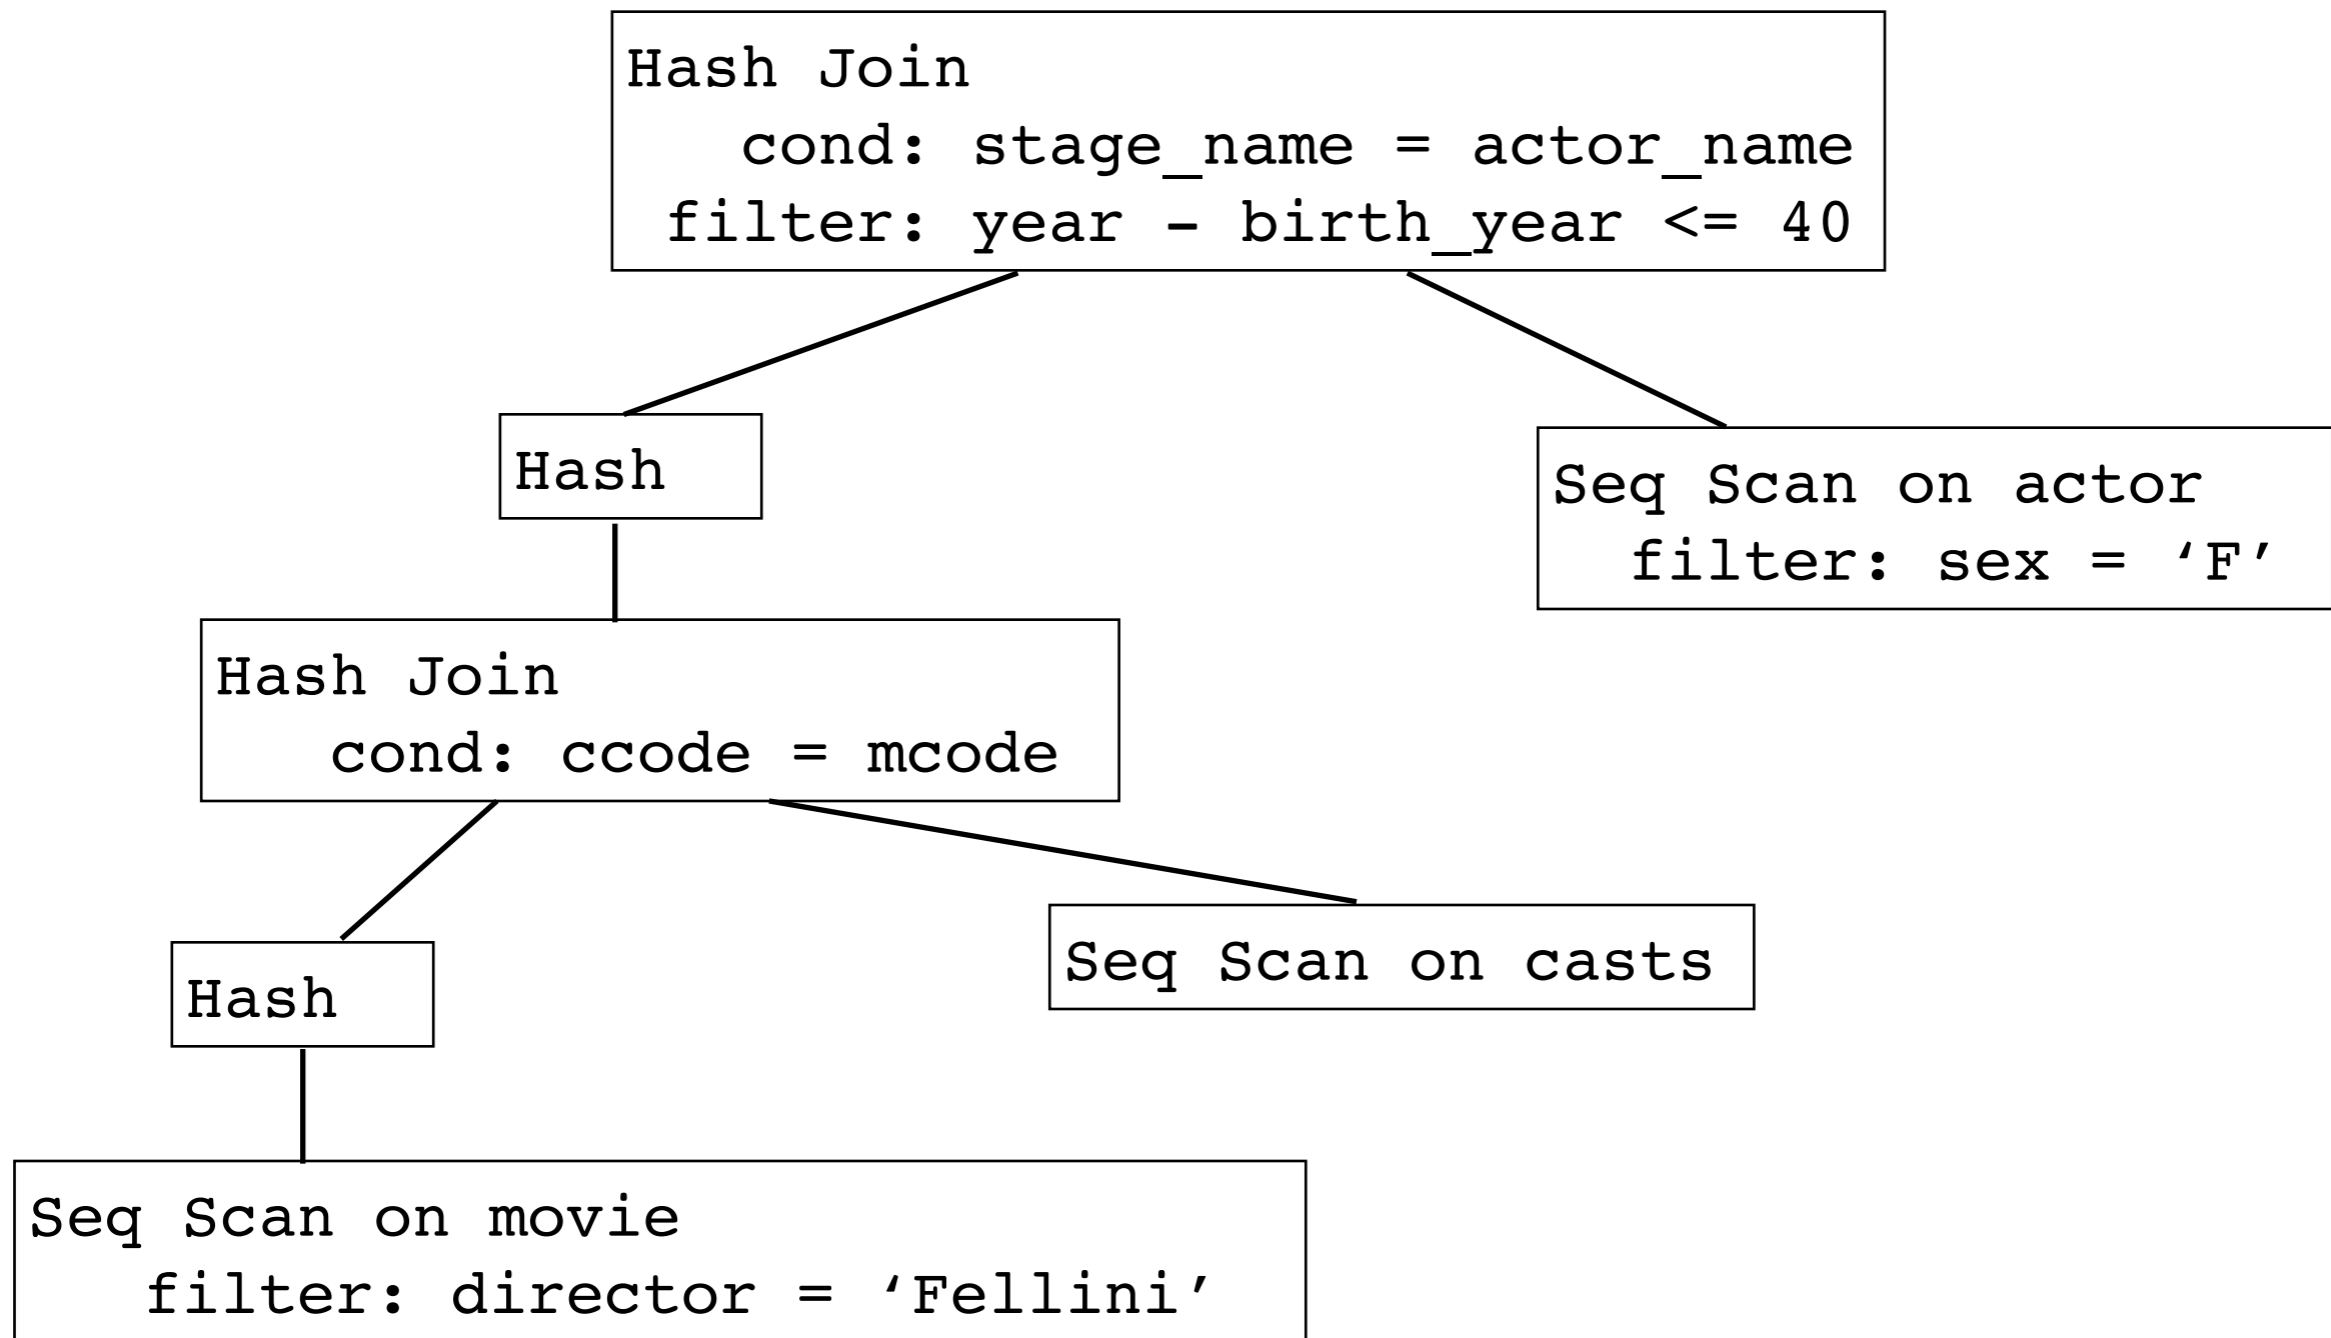 Hash Join
cond: stage_name = actor_name
filter: year - birth_year <= 40
Hash
Seq Scan on actor
filter: sex = ‘F’
Hash Join
cond: ccode = mcode
Seq Scan on casts
Hash
Seq Scan on movie
filter: director = ‘Fellini’